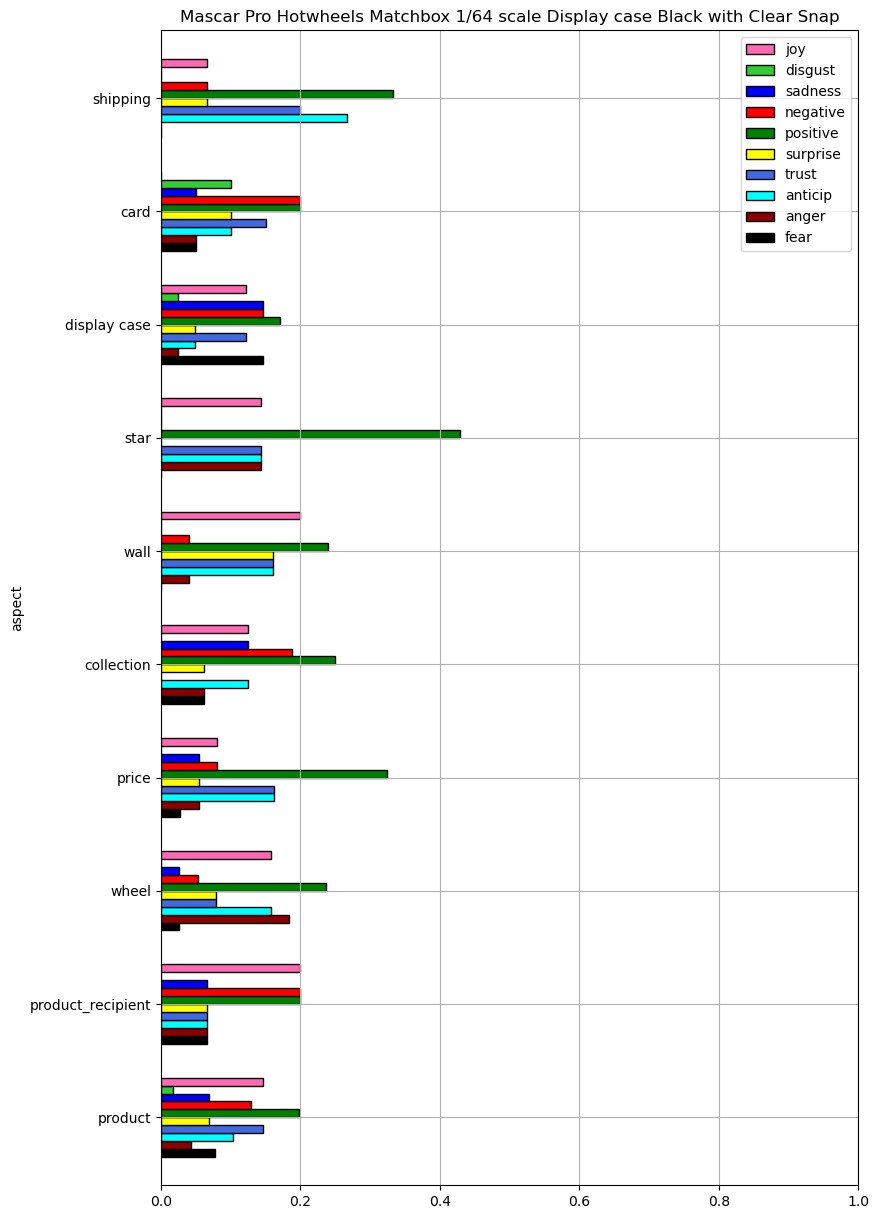 Mascar Pro Hotwheels Matchbox 1/64 scale Display case Black with Clear Snap
joy
disgust
sadness
negative
positive
surprise
trust
anticip
anger
fear
shipping
card
display case
star
wall
collection
price
wheel
product_recipient
product
aspect
0.0 0.2 0.4 0.6 0.8 1.0